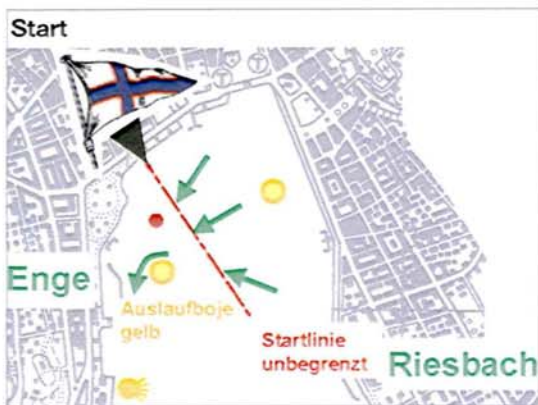 Start
Enge
Auslaufboje
gelb
Startlinie
unbegrenzt
Riesbach